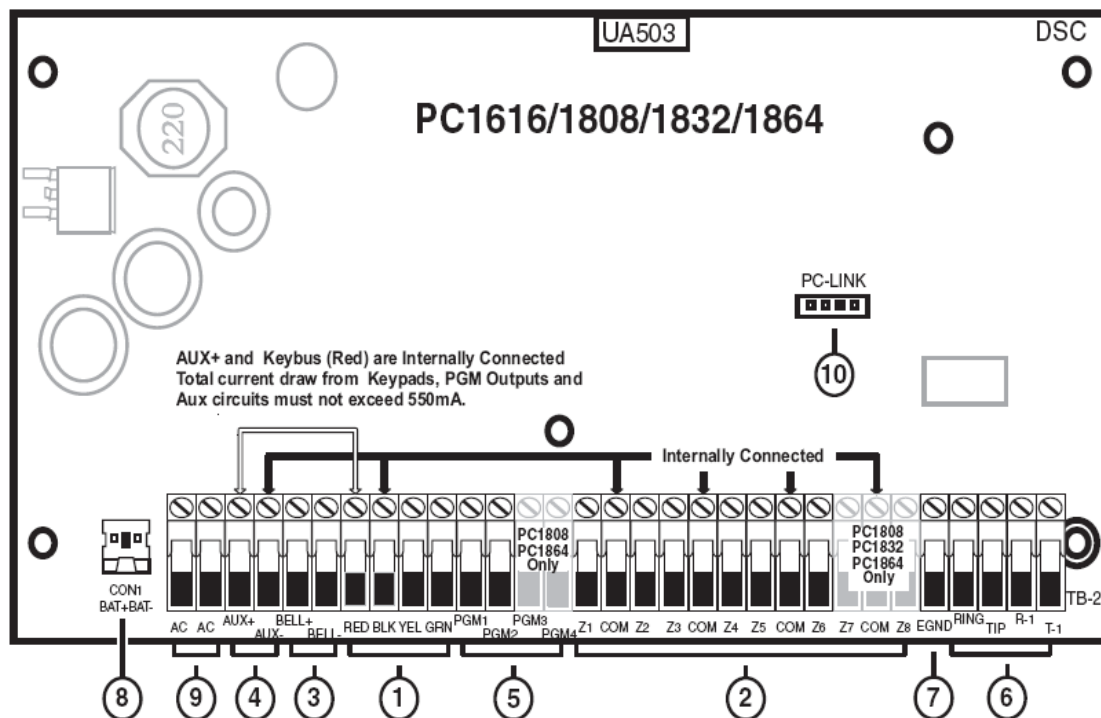 UA503
DSC
PC1616/1808/1832/1864
220
PC-LINK
10
AUX+ and Keybus (Red) are Internally Connected
Total current draw from Keypads, PGM Outputs and
Aux circuits must not exceed 550mA.
Internally Connected
PC1808
PC1864
Only
PC1808
PC1832
PC1864
Only
CON1
BAT+BAT-
TB-2
AC AC AUX+ AUX- BELL+ BELL- RED BLK YEL GRN PGM1 PGM2 PGM3 PGM4 Z1 COM Z2 Z3 COM Z4 Z5 COM Z6 Z7 COM Z8 EGND RING TIP R-1 T-1
8 9 4 3 1 5 2 7 6